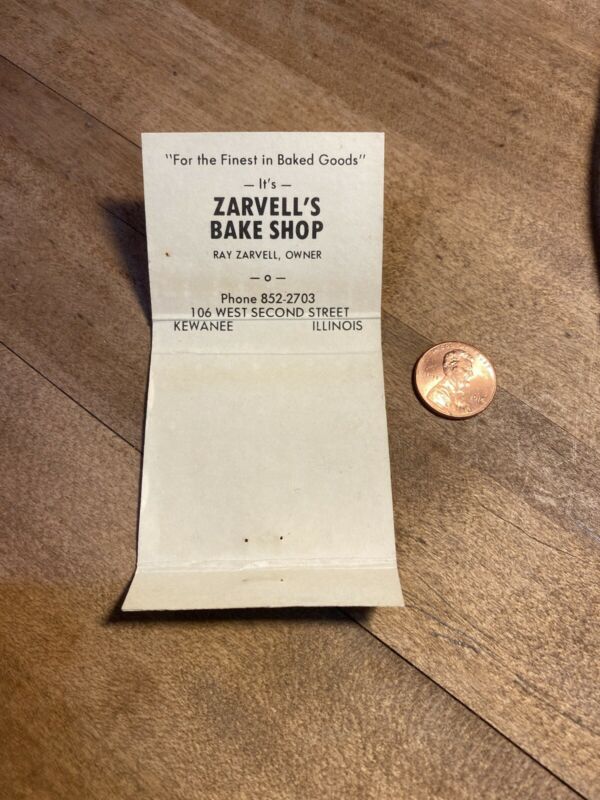 "For the Finest in Baked Goods"
— It's —
ZARVELL'S
BAKE SHOP
RAY ZARVELL, OWNER
— o —
Phone 852-2703
106 WEST SECOND STREET
KEWANEE ILLINOIS